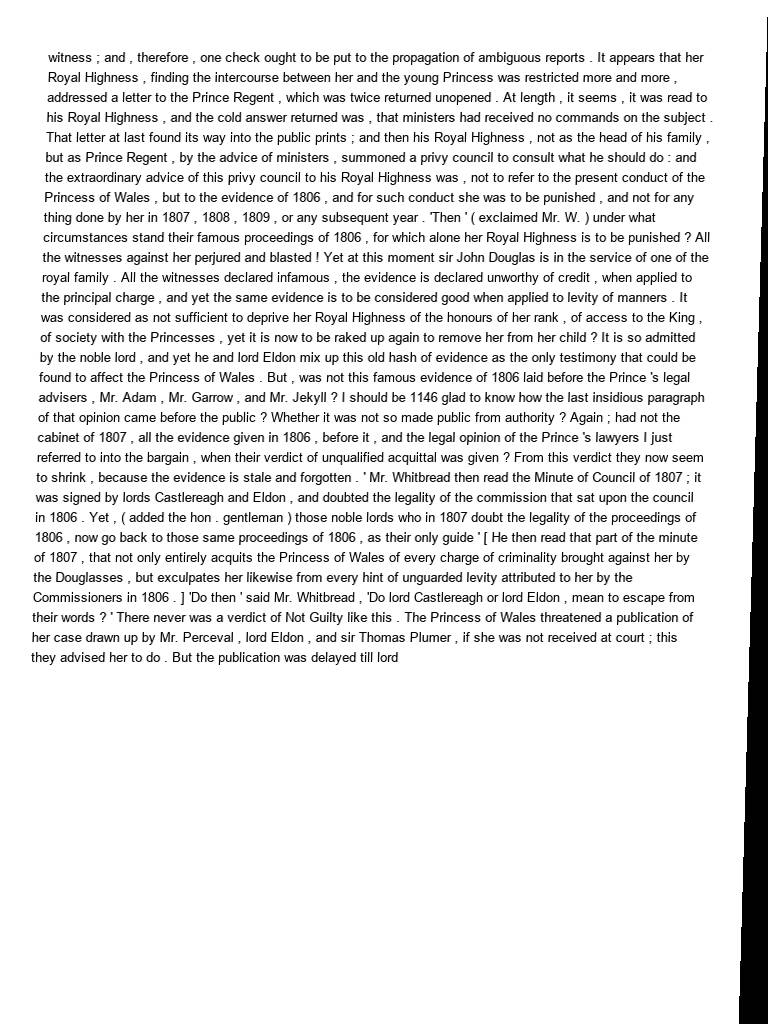 witness ; and , therefore , one check ought to be put to the propagation of ambiguous reports . It appears that her
Royal Highness , finding the intercourse between her and the young Princess was restricted more and more ,
addressed a letter to the Prince Regent , which was twice returned unopened . At length , it seems , it was read to
his Royal Highness , and the cold answer returned was , that ministers had received no commands on the subject .
That letter at last found its way into the public prints ; and then his Royal Highness , not as the head of his family ,
but as Prince Regent , by the advice of ministers , summoned a privy council to consult what he should do : and
the extraordinary advice of this privy council to his Royal Highness was , not to refer to the present conduct of the
Princess of Wales , but to the evidence of 1806 , and for such conduct she was to be punished , and not for any
thing done by her in 1807 , 1808 , 1809 , or any subsequent year . 'Then ' ( exclaimed Mr. W. ) under what
circumstances stand their famous proceedings of 1806 , for which alone her Royal Highness is to be punished ? All
the witnesses against her perjured and blasted ! Yet at this moment sir John Douglas is in the service of one of the
royal family . All the witnesses declared infamous , the evidence is declared unworthy of credit , when applied to
the principal charge , and yet the same evidence is to be considered good when applied to levity of manners . It
was considered as not sufficient to deprive her Royal Highness of the honours of her rank , of access to the King ,
of society with the Princesses , yet it is now to be raked up again to remove her from her child ? It is so admitted
by the noble lord , and yet he and lord Eldon mix up this old hash of evidence as the only testimony that could be
found to affect the Princess of Wales . But , was not this famous evidence of 1806 laid before the Prince 's legal
advisers , Mr. Adam , Mr. Garrow , and Mr. Jekyll ? I should be 1146 glad to know how the last insidious paragraph
of that opinion came before the public ? Whether it was not so made public from authority ? Again ; had not the
cabinet of 1807 , all the evidence given in 1806 , before it , and the legal opinion of the Prince 's lawyers I just
referred to into the bargain , when their verdict of unqualified acquittal was given ? From this verdict they now seem
to shrink , because the evidence is stale and forgotten . ' Mr. Whitbread then read the Minute of Council of 1807 ; it
was signed by lords Castlereagh and Eldon , and doubted the legality of the commission that sat upon the council
in 1806 . Yet , ( added the hon . gentleman ) those noble lords who in 1807 doubt the legality of the proceedings of
1806 , now go back to those same proceedings of 1806 , as their only guide ' [ He then read that part of the minute
of 1807 , that not only entirely acquits the Princess of Wales of every charge of criminality brought against her by
the Douglasses , but exculpates her likewise from every hint of unguarded levity attributed to her by the
Commissioners in 1806 . ] 'Do then ' said Mr. Whitbread , 'Do lord Castlereagh or lord Eldon , mean to escape from
their words ? ' There never was a verdict of Not Guilty like this . The Princess of Wales threatened a publication of
her case drawn up by Mr. Perceval , lord Eldon , and sir Thomas Plumer , if she was not received at court ; this
they advised her to do . But the publication was delayed till lord